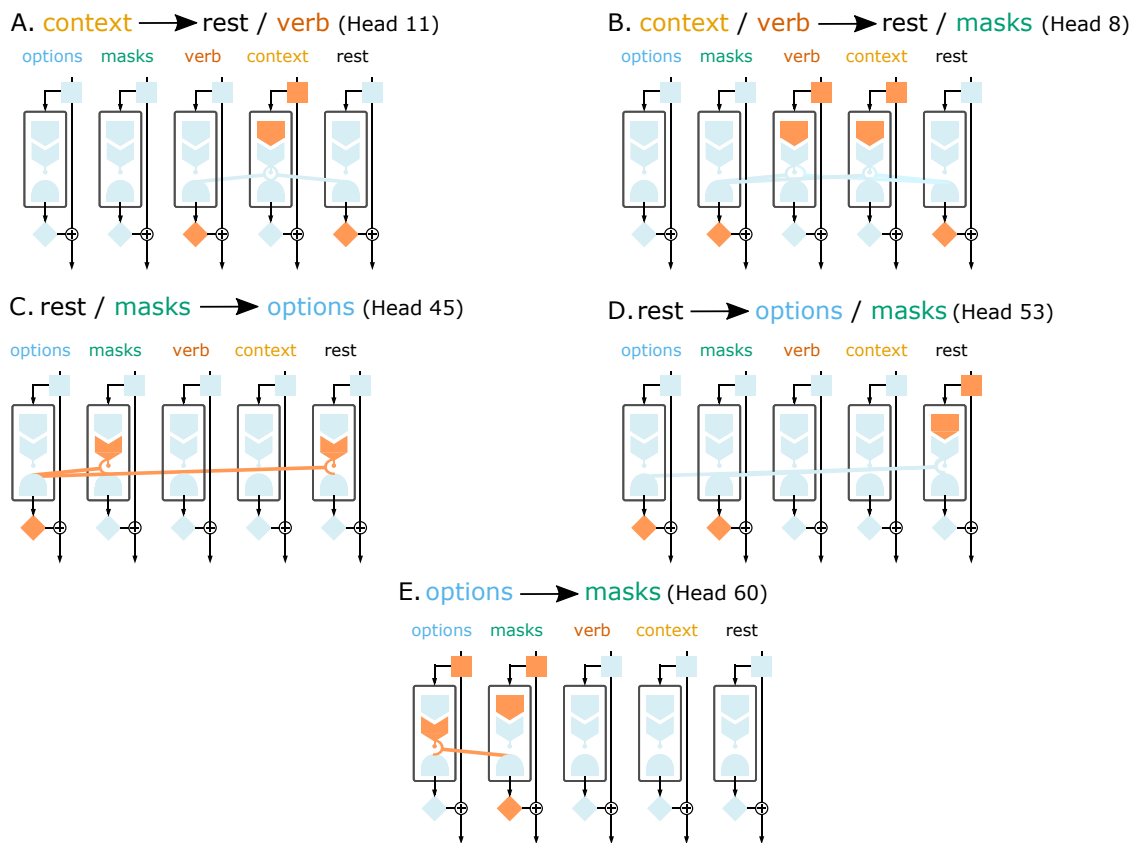 A. context → rest / verb (Head 11)
options masks verb context rest
B. context / verb → rest / masks (Head 8)
options masks verb context rest
C. rest / masks → options (Head 45)
options masks verb context rest
D. rest → options / masks (Head 53)
options masks verb context rest
E. options → masks (Head 60)
options masks verb context rest